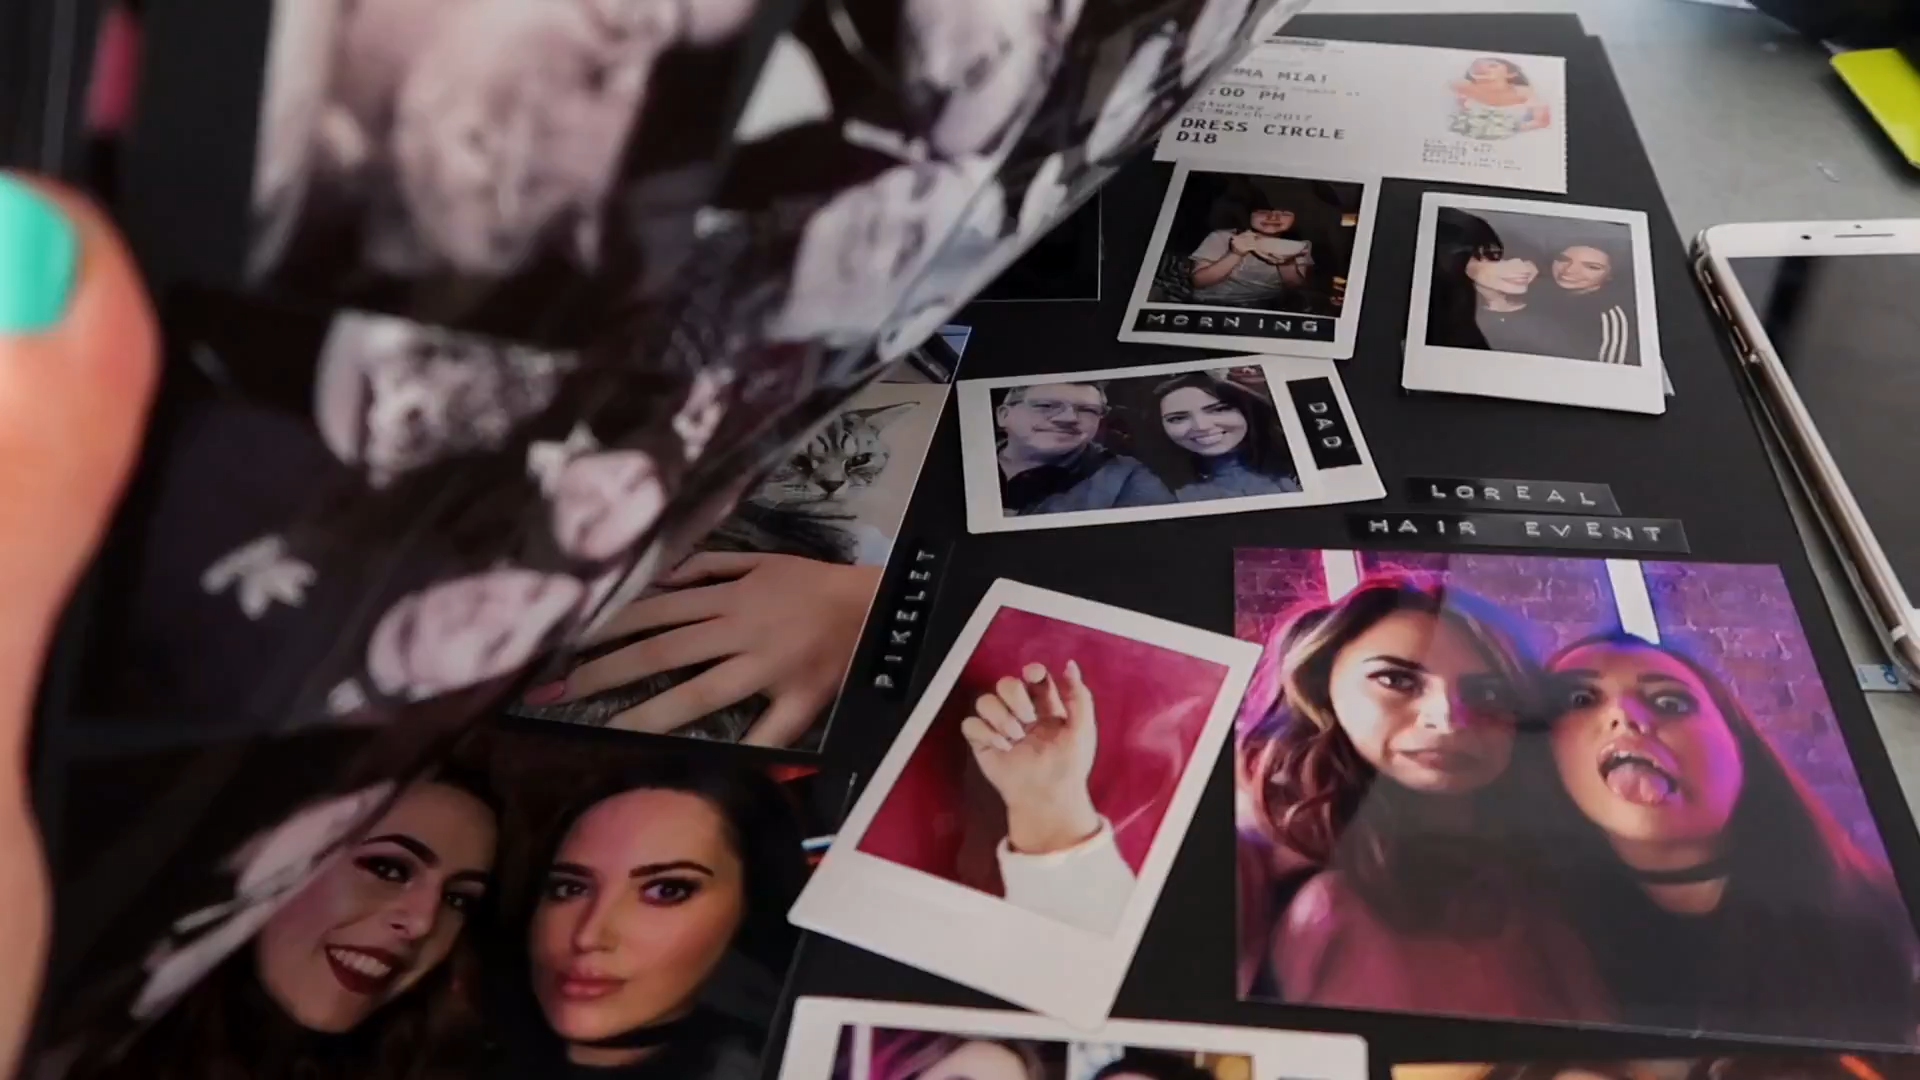 MMA MIA!
:00 PM
DRESS CIRCLE
D18
MORNING
DAD
LOREAL
HAIR EVENT
PIKELET